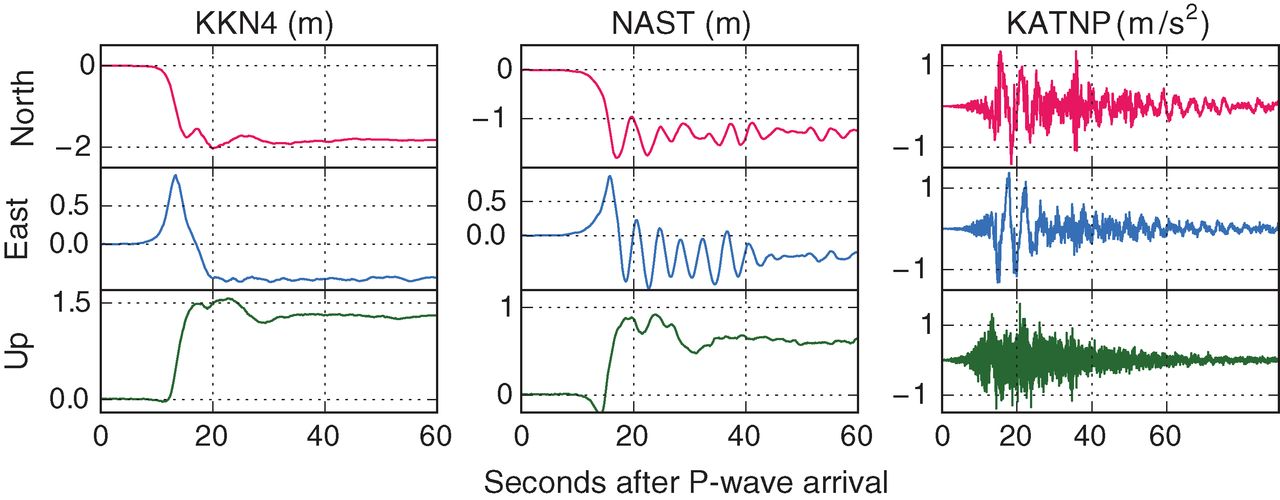 KKN4 (m) NAST (m) KATNP (m/s²)
North 0 −2 0 −1 1 −1
East 0.5 0.0 0.5 0.0 1 −1
Up 1.5 0.0 1 0 1 −1
0 20 40 60 0 20 40 60 0 20 40 60
Seconds after P-wave arrival